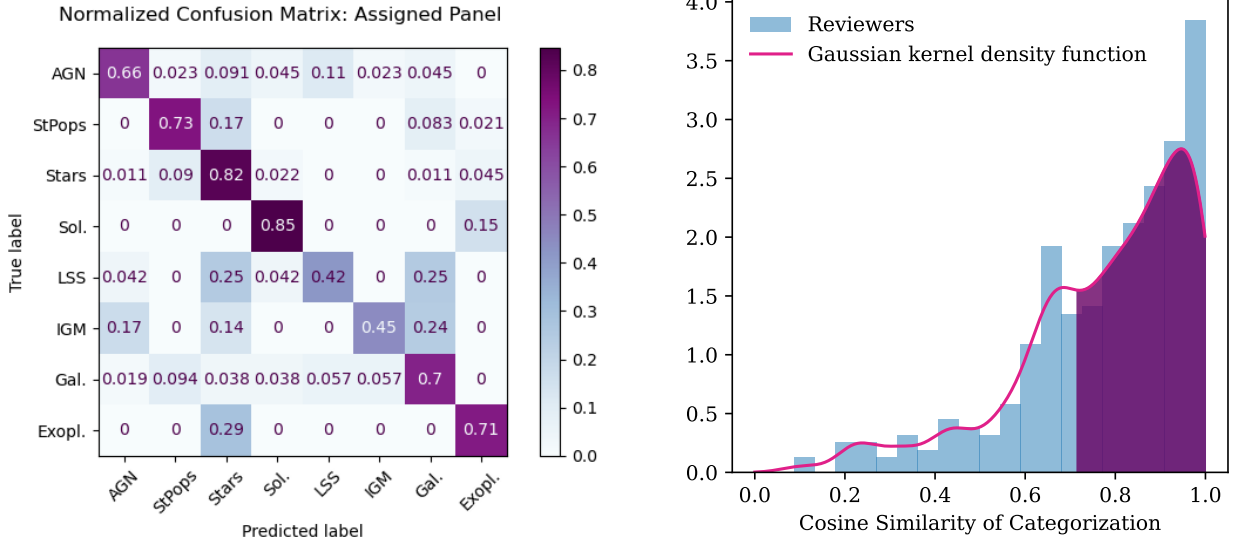 Normalized Confusion Matrix: Assigned Panel
True label
AGN 0.66 0.023 0.091 0.045 0.11 0.023 0.045 0
StPops 0 0.73 0.17 0 0 0 0.083 0.021
Stars 0.011 0.09 0.82 0.022 0 0 0.011 0.045
Sol. 0 0 0 0.85 0 0 0 0.15
LSS 0.042 0 0.25 0.042 0.42 0 0.25 0
IGM 0.17 0 0.14 0 0 0.45 0.24 0
Gal. 0.019 0.094 0.038 0.038 0.057 0.057 0.7 0
Exopl. 0 0 0.29 0 0 0 0 0.71
AGN StPops Stars Sol. LSS IGM Gal. Exopl.
Predicted label
0.8
0.7
0.6
0.5
0.4
0.3
0.2
0.1
0.0
Reviewers
Gaussian kernel density function
4.0
3.5
3.0
2.5
2.0
1.5
1.0
0.5
0.0
0.0 0.2 0.4 0.6 0.8 1.0
Cosine Similarity of Categorization